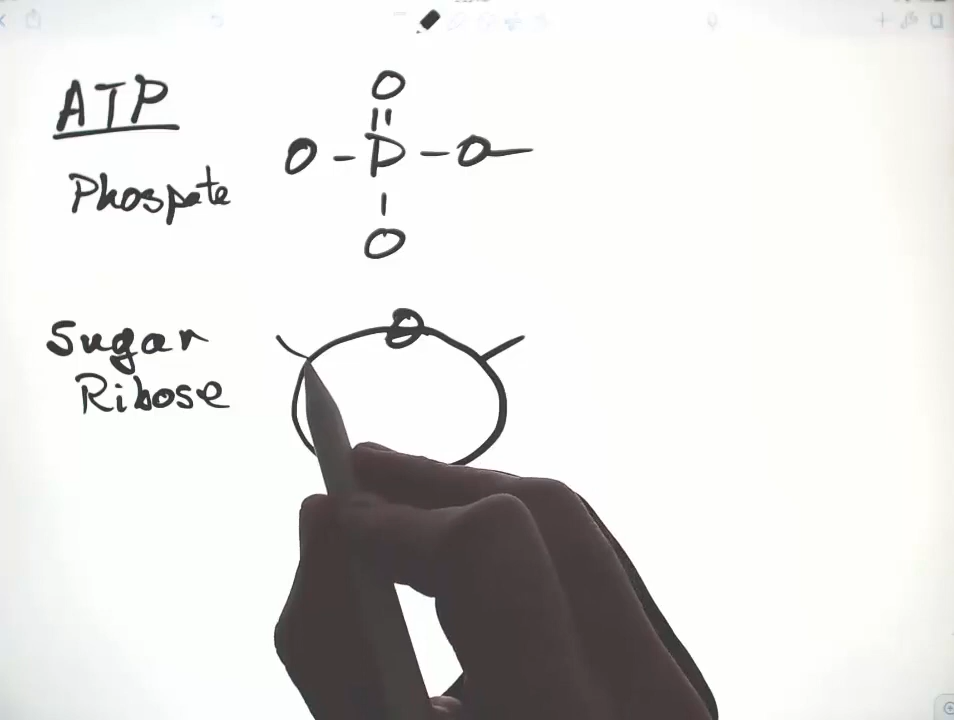 ATP
Phospate
O
O - P - O
O
Sugar
Ribose
O